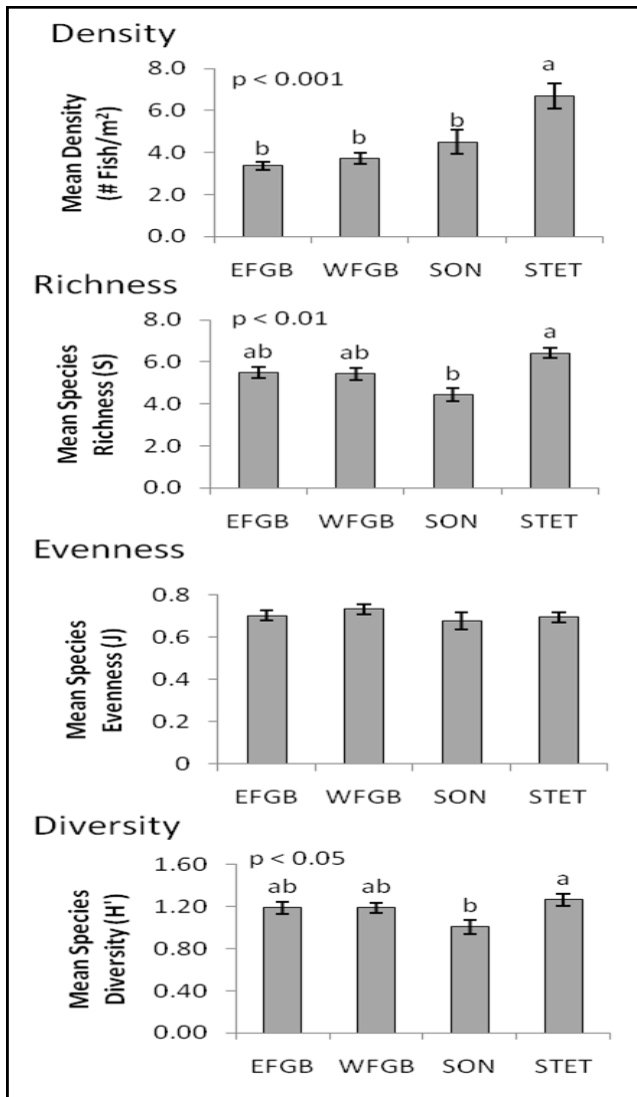 Density
Mean Density
(# Fish/m²)
8.0
6.0
4.0
2.0
0.0
p < 0.001
b
b
b
a
EFGB WFGB SON STET
Richness
Mean Species
Richness (S)
8.0
6.0
4.0
2.0
0.0
p < 0.01
ab
ab
b
a
EFGB WFGB SON STET
Evenness
Mean Species
Evenness (J)
0.8
0.6
0.4
0.2
0
EFGB WFGB SON STET
Diversity
Mean Species
Diversity (H')
1.60
1.20
0.80
0.40
0.00
p < 0.05
ab
ab
b
a
EFGB WFGB SON STET